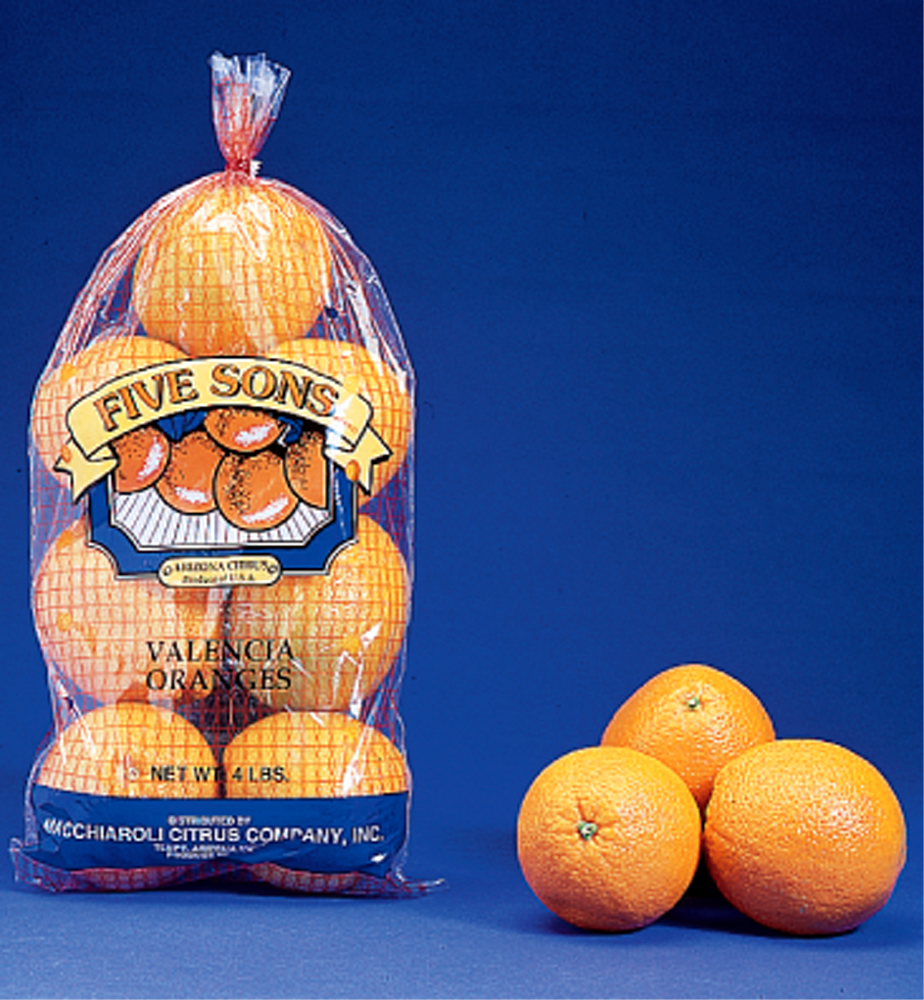 FIVE SONS
ARIZONA CITRUS
Product of U.S.A.
VALENCIA
ORANGES
NET WT. 4 LBS.
DISTRIBUTED BY
MACCHIAROLI CITRUS COMPANY, INC.